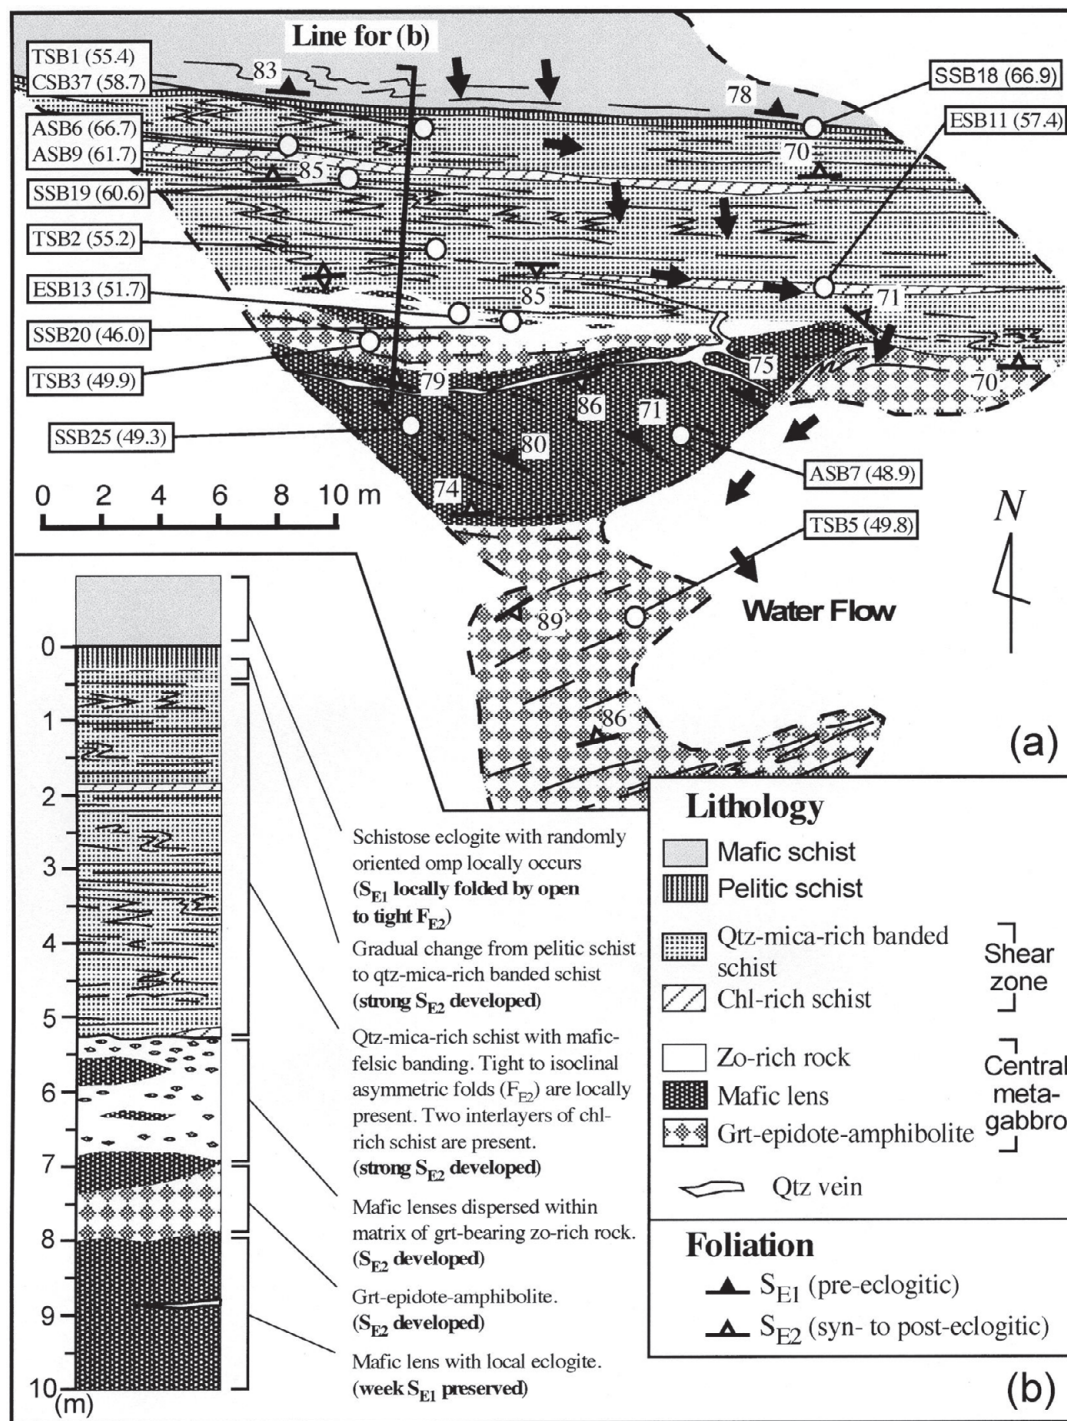 (a)
Line for (b)
TSB1 (55.4)
CSB37 (58.7)
83
78
SSB18 (66.9)
ASB6 (66.7)
ASB9 (61.7)
ESB11 (57.4)
85
70
SSB19 (60.6)
TSB2 (55.2)
ESB13 (51.7)
85
71
SSB20 (46.0)
TSB3 (49.9)
79
75
70
86
71
SSB25 (49.3)
80
ASB7 (48.9)
74
0 2 4 6 8 10 m
TSB5 (49.8)
N
89
Water Flow
86
(a)
0
1
2
3
4
5
6
7
8
9
10
(m)
Schistose eclogite with randomly
oriented omp locally occurs
(SE1 locally folded by open
to tight FE2)
Gradual change from pelitic schist
to qtz-mica-rich banded schist
(strong SE2 developed)
Qtz-mica-rich schist with mafic-
felsic banding. Tight to isoclinal
asymmetric folds (FE2) are locally
present. Two interlayers of chl-
rich schist are present.
(strong SE2 developed)
Mafic lenses dispersed within
matrix of grt-bearing zo-rich rock.
(SE2 developed)
Grt-epidote-amphibolite.
(SE2 developed)
Mafic lens with local eclogite.
(week SE1 preserved)
Lithology
Mafic schist
Pelitic schist
Qtz-mica-rich banded
schist
Chl-rich schist
Shear
zone
Zo-rich rock
Mafic lens
Grt-epidote-amphibolite
Central
meta-
gabbro
Qtz vein
Foliation
SE1 (pre-eclogitic)
SE2 (syn- to post-eclogitic)
(b)